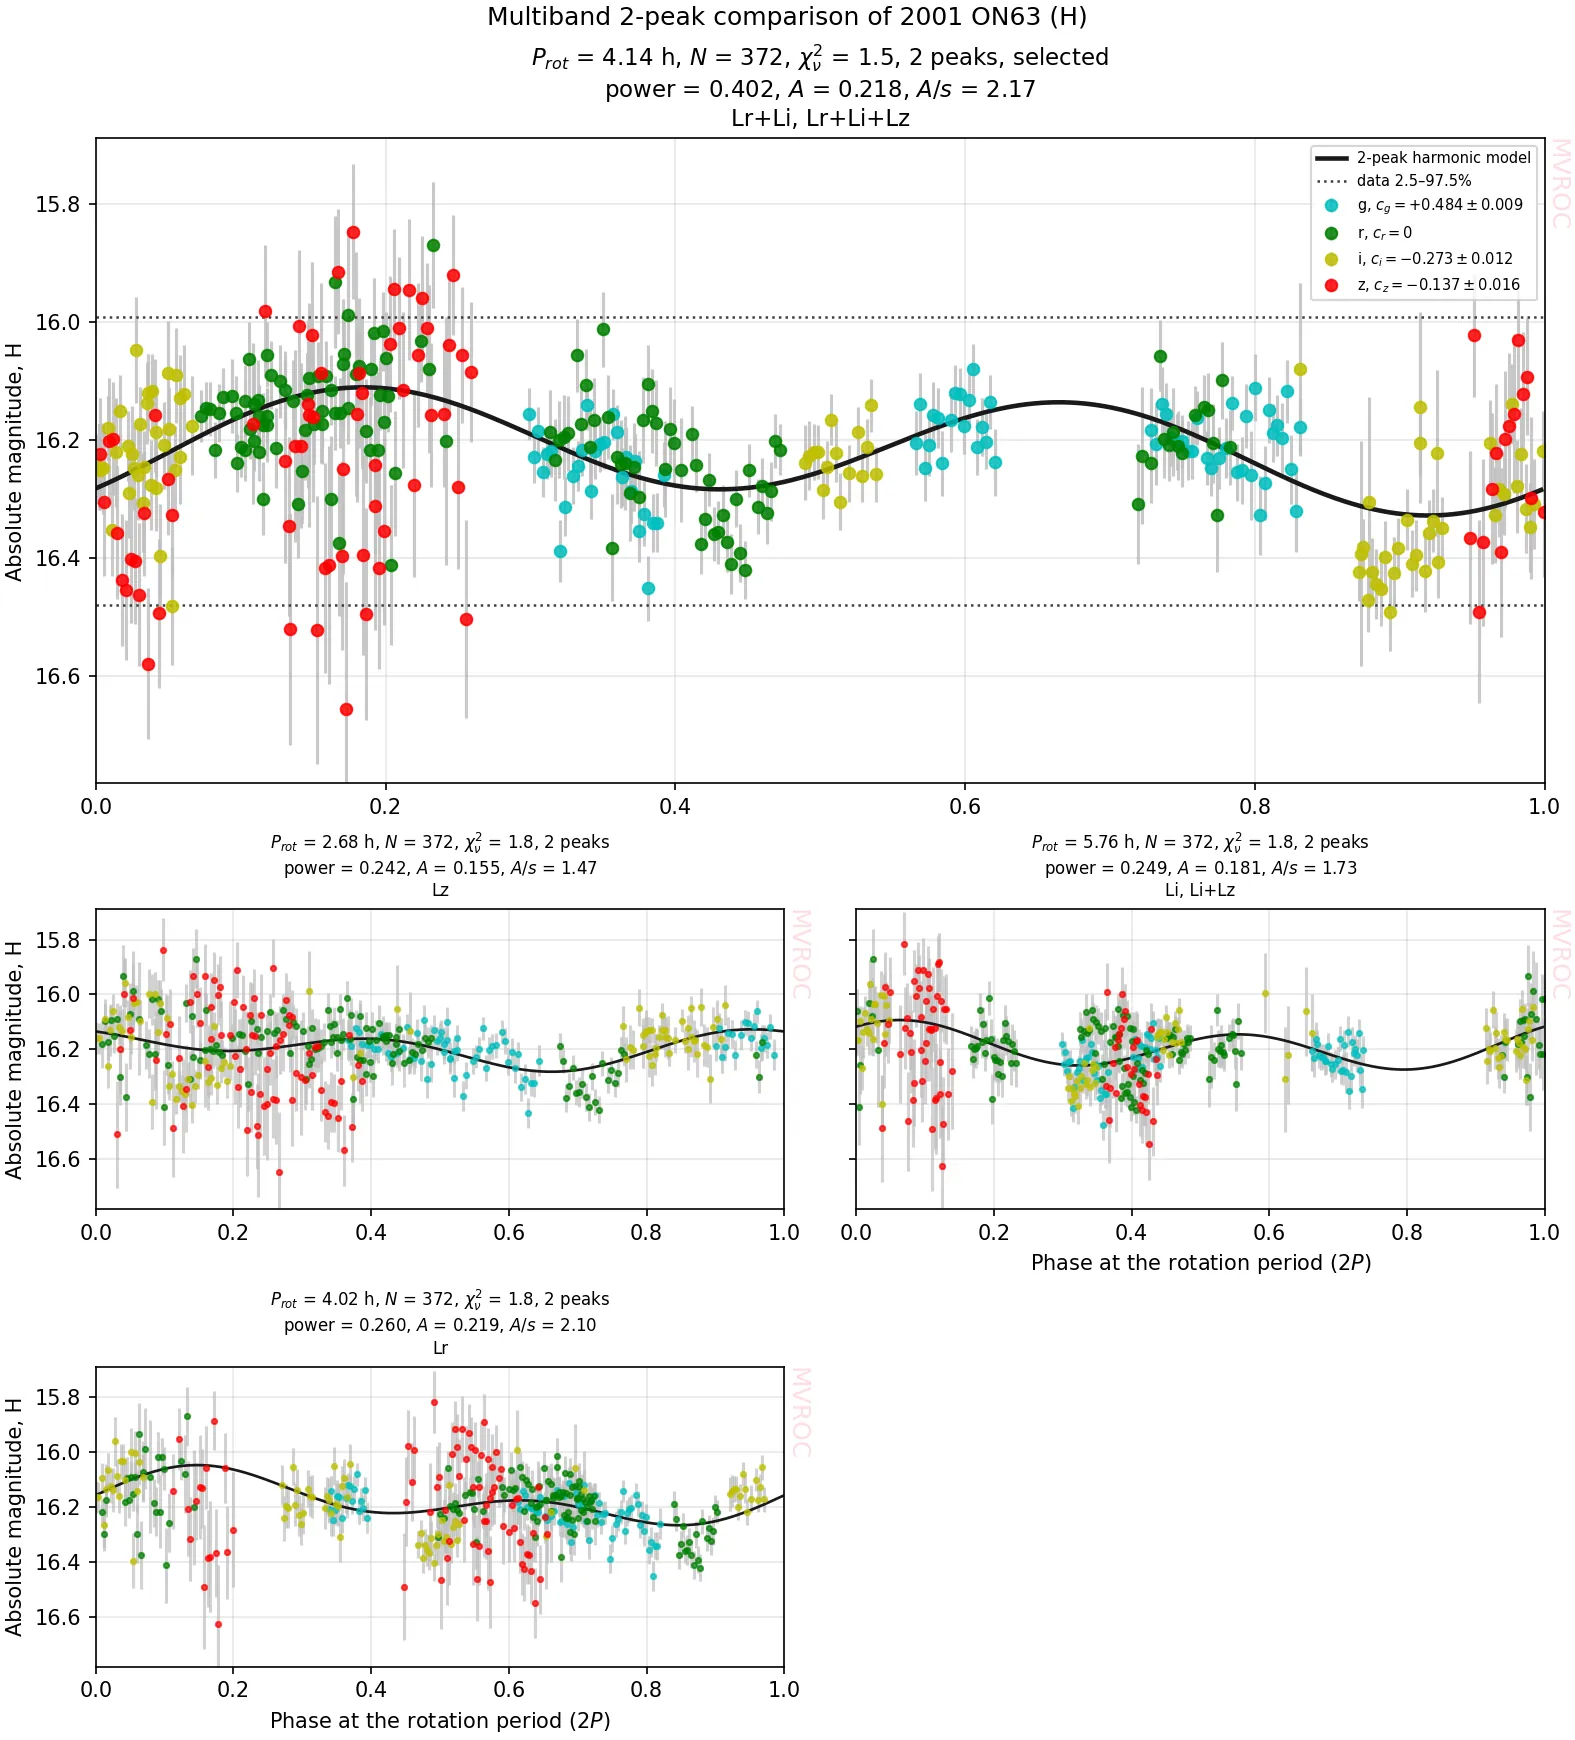 Multiband 2-peak comparison of 2001 ON63 (H)
P_rot = 4.14 h, N = 372, χ²_ν = 1.5, 2 peaks, selected
power = 0.402, A = 0.218, A/s = 2.17
Lr+Li, Lr+Li+Lz
2-peak harmonic model
data 2.5–97.5%
g, c_g = +0.484 ± 0.009
r, c_r = 0
i, c_i = −0.273 ± 0.012
z, c_z = −0.137 ± 0.016
MVROC
Absolute magnitude, H
15.8
16.0
16.2
16.4
16.6
0.0 0.2 0.4 0.6 0.8 1.0
P_rot = 2.68 h, N = 372, χ²_ν = 1.8, 2 peaks
power = 0.242, A = 0.155, A/s = 1.47
Lz
MVROC
Absolute magnitude, H
15.8
16.0
16.2
16.4
16.6
0.0 0.2 0.4 0.6 0.8 1.0
P_rot = 5.76 h, N = 372, χ²_ν = 1.8, 2 peaks
power = 0.249, A = 0.181, A/s = 1.73
Li, Li+Lz
MVROC
0.0 0.2 0.4 0.6 0.8 1.0
Phase at the rotation period (2P)
P_rot = 4.02 h, N = 372, χ²_ν = 1.8, 2 peaks
power = 0.260, A = 0.219, A/s = 2.10
Lr
MVROC
Absolute magnitude, H
15.8
16.0
16.2
16.4
16.6
0.0 0.2 0.4 0.6 0.8 1.0
Phase at the rotation period (2P)